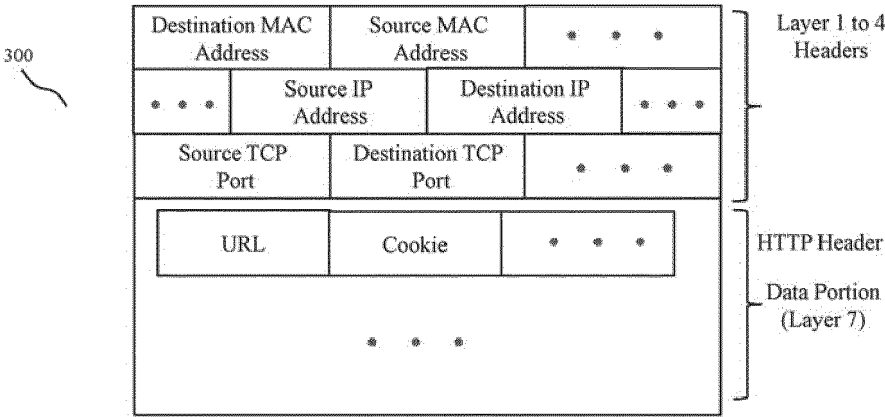 300
Destination MAC
Address
Source MAC
Address
Layer 1 to 4
Headers
Source IP
Address
Destination IP
Address
Source TCP
Port
Destination TCP
Port
URL
Cookie
HTTP Header
Data Portion
(Layer 7)